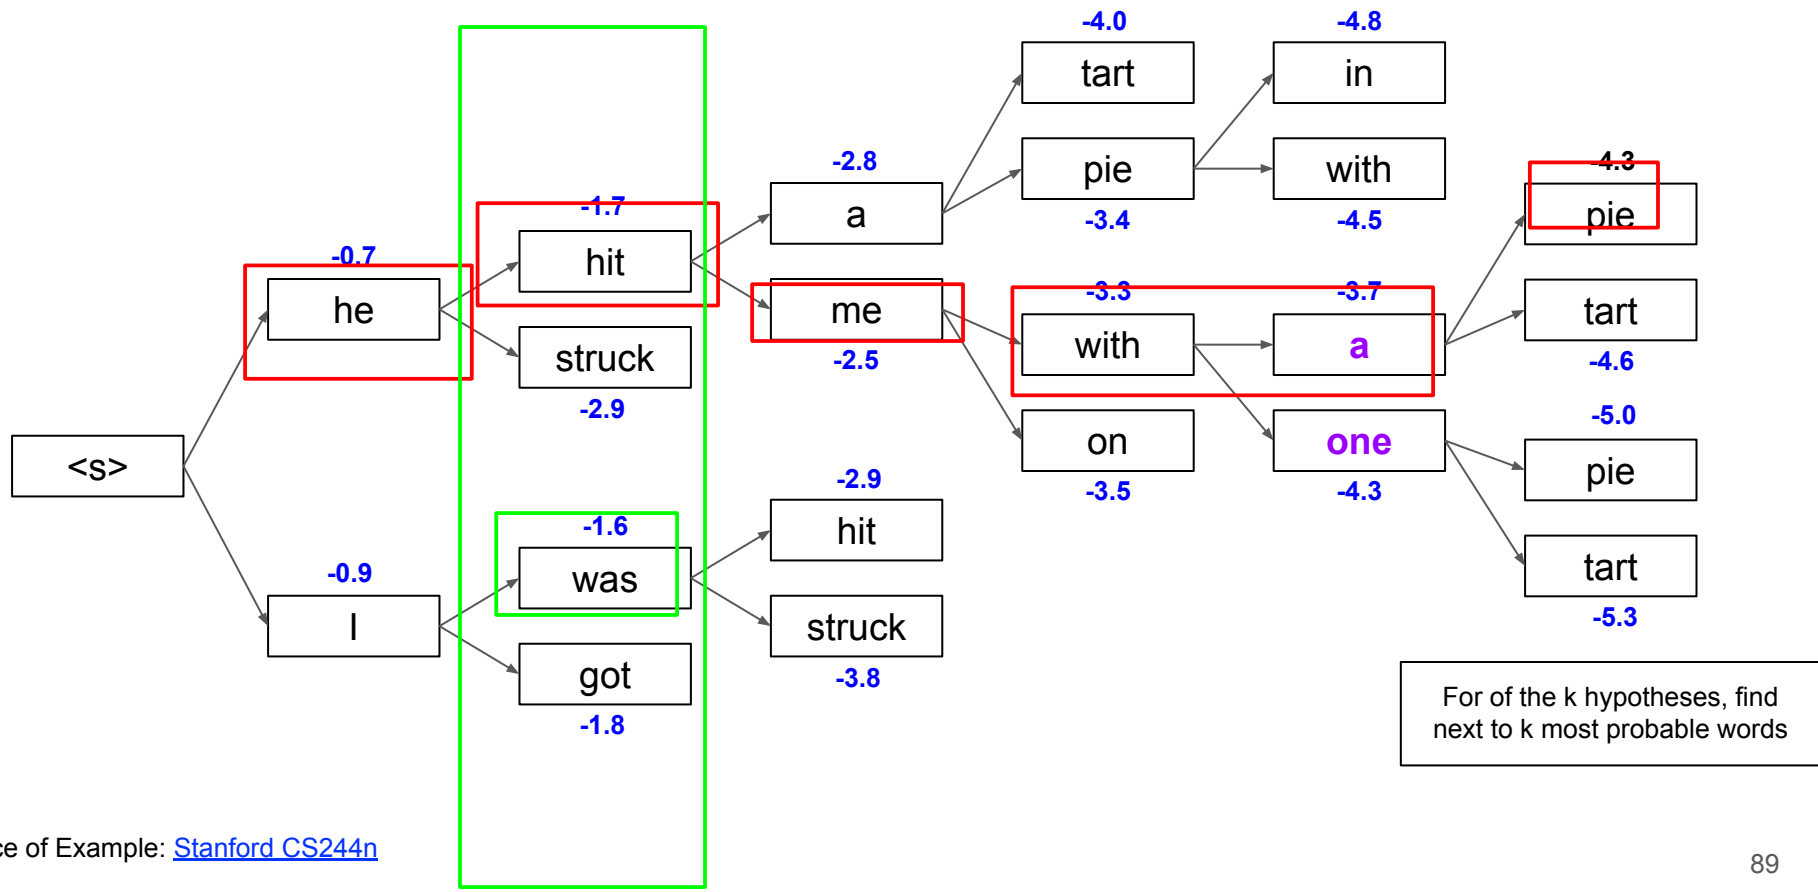 -4.0
-4.8
tart
in
-2.8
-4.3
pie
with
-1.7
a
-3.4
-4.5
pie
-0.7
hit
-3.3
-3.7
he
me
tart
struck
-2.5
with
a
-4.6
-2.9
-5.0
<s>
on
one
pie
-2.9
-3.5
-4.3
-1.6
hit
-0.9
was
tart
I
struck
-5.3
got
-3.8
-1.8
For of the k hypotheses, find
next to k most probable words
ce of Example: Stanford CS244n
89